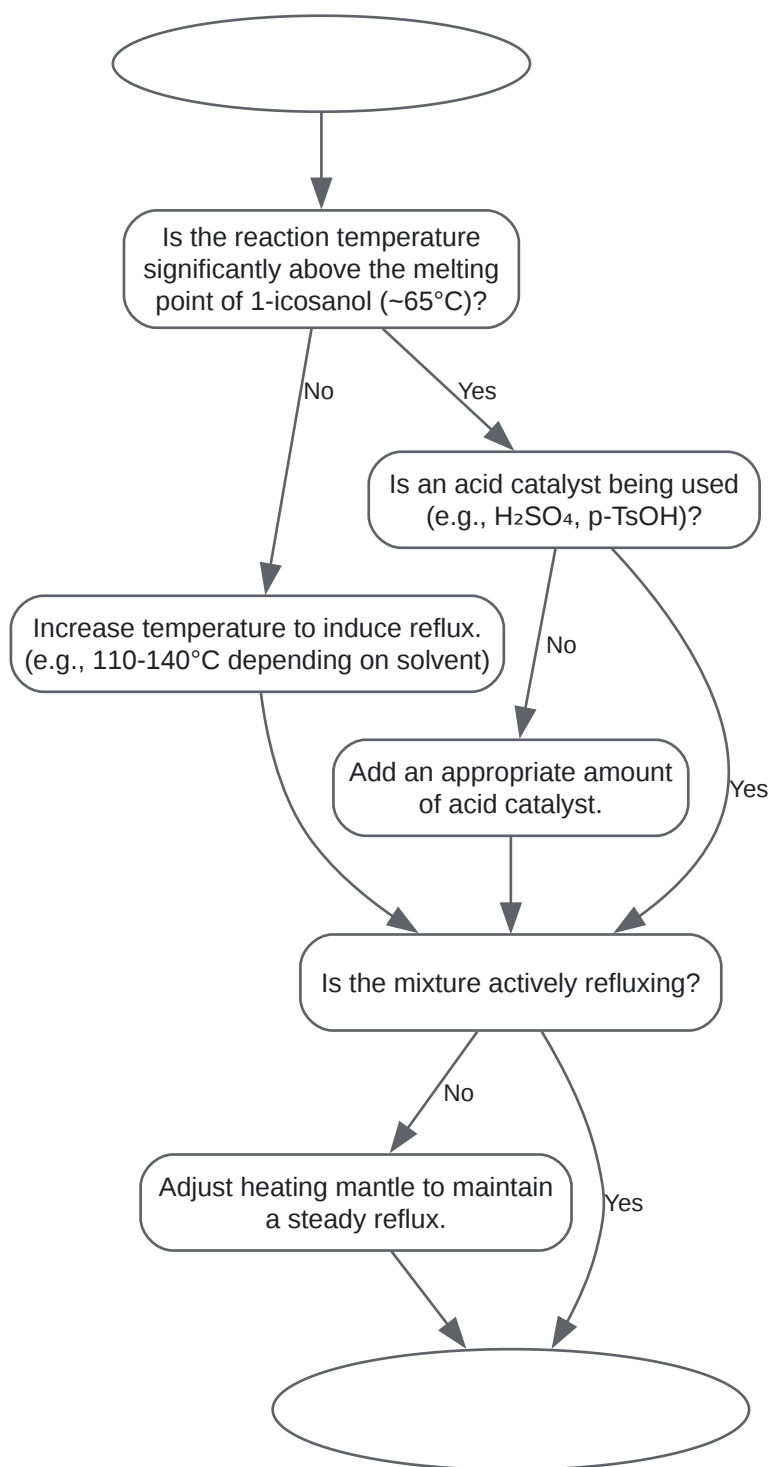 Is the reaction temperature
significantly above the melting
point of 1-icosanol (~65°C)?
No
Yes
Is an acid catalyst being used
(e.g., H₂SO₄, p-TsOH)?
Increase temperature to induce reflux.
(e.g., 110-140°C depending on solvent)
No
Add an appropriate amount
of acid catalyst.
Yes
Is the mixture actively refluxing?
No
Adjust heating mantle to maintain
a steady reflux.
Yes